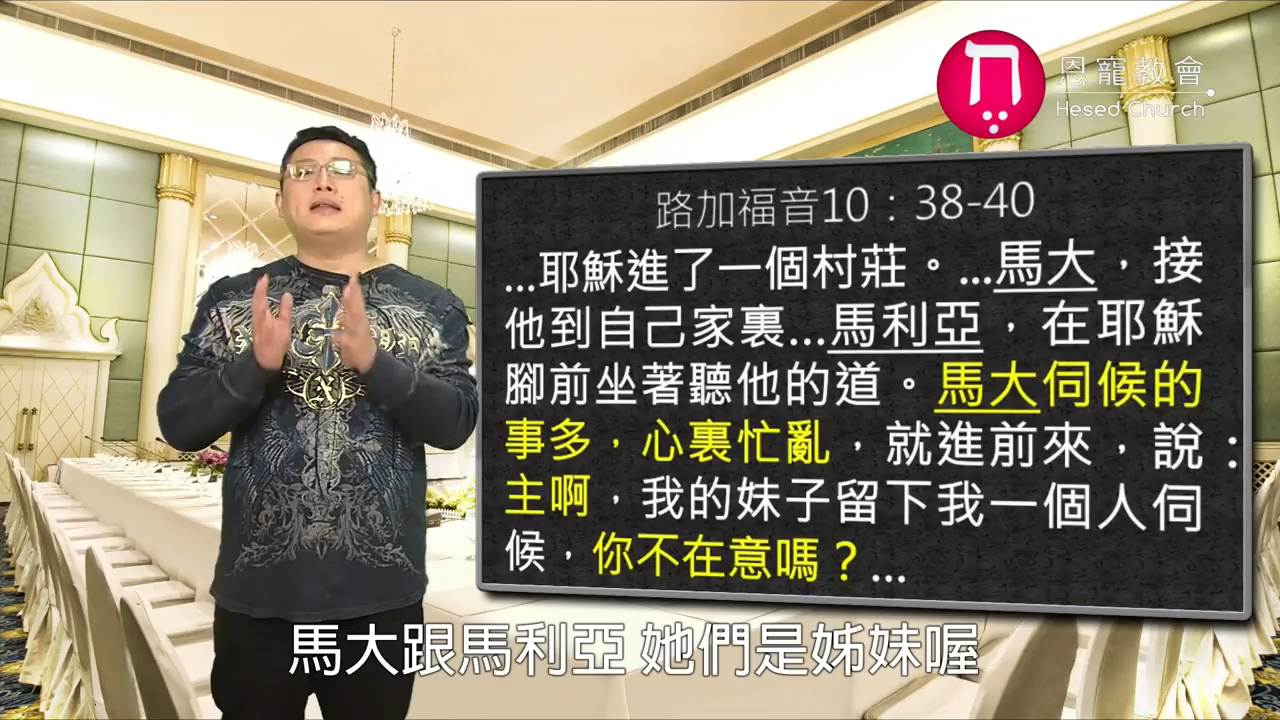 恩寵教會
Hesed Church
路加福音10：38-40
...耶穌進了一個村莊。...馬大，接
他到自己家裏...馬利亞，在耶穌
腳前坐著聽他的道。馬大伺候的
事多，心裏忙亂，就進前來，說：
主啊，我的妹子留下我一個人伺
候，你不在意嗎？...
馬大跟馬利亞 她們是姊妹喔